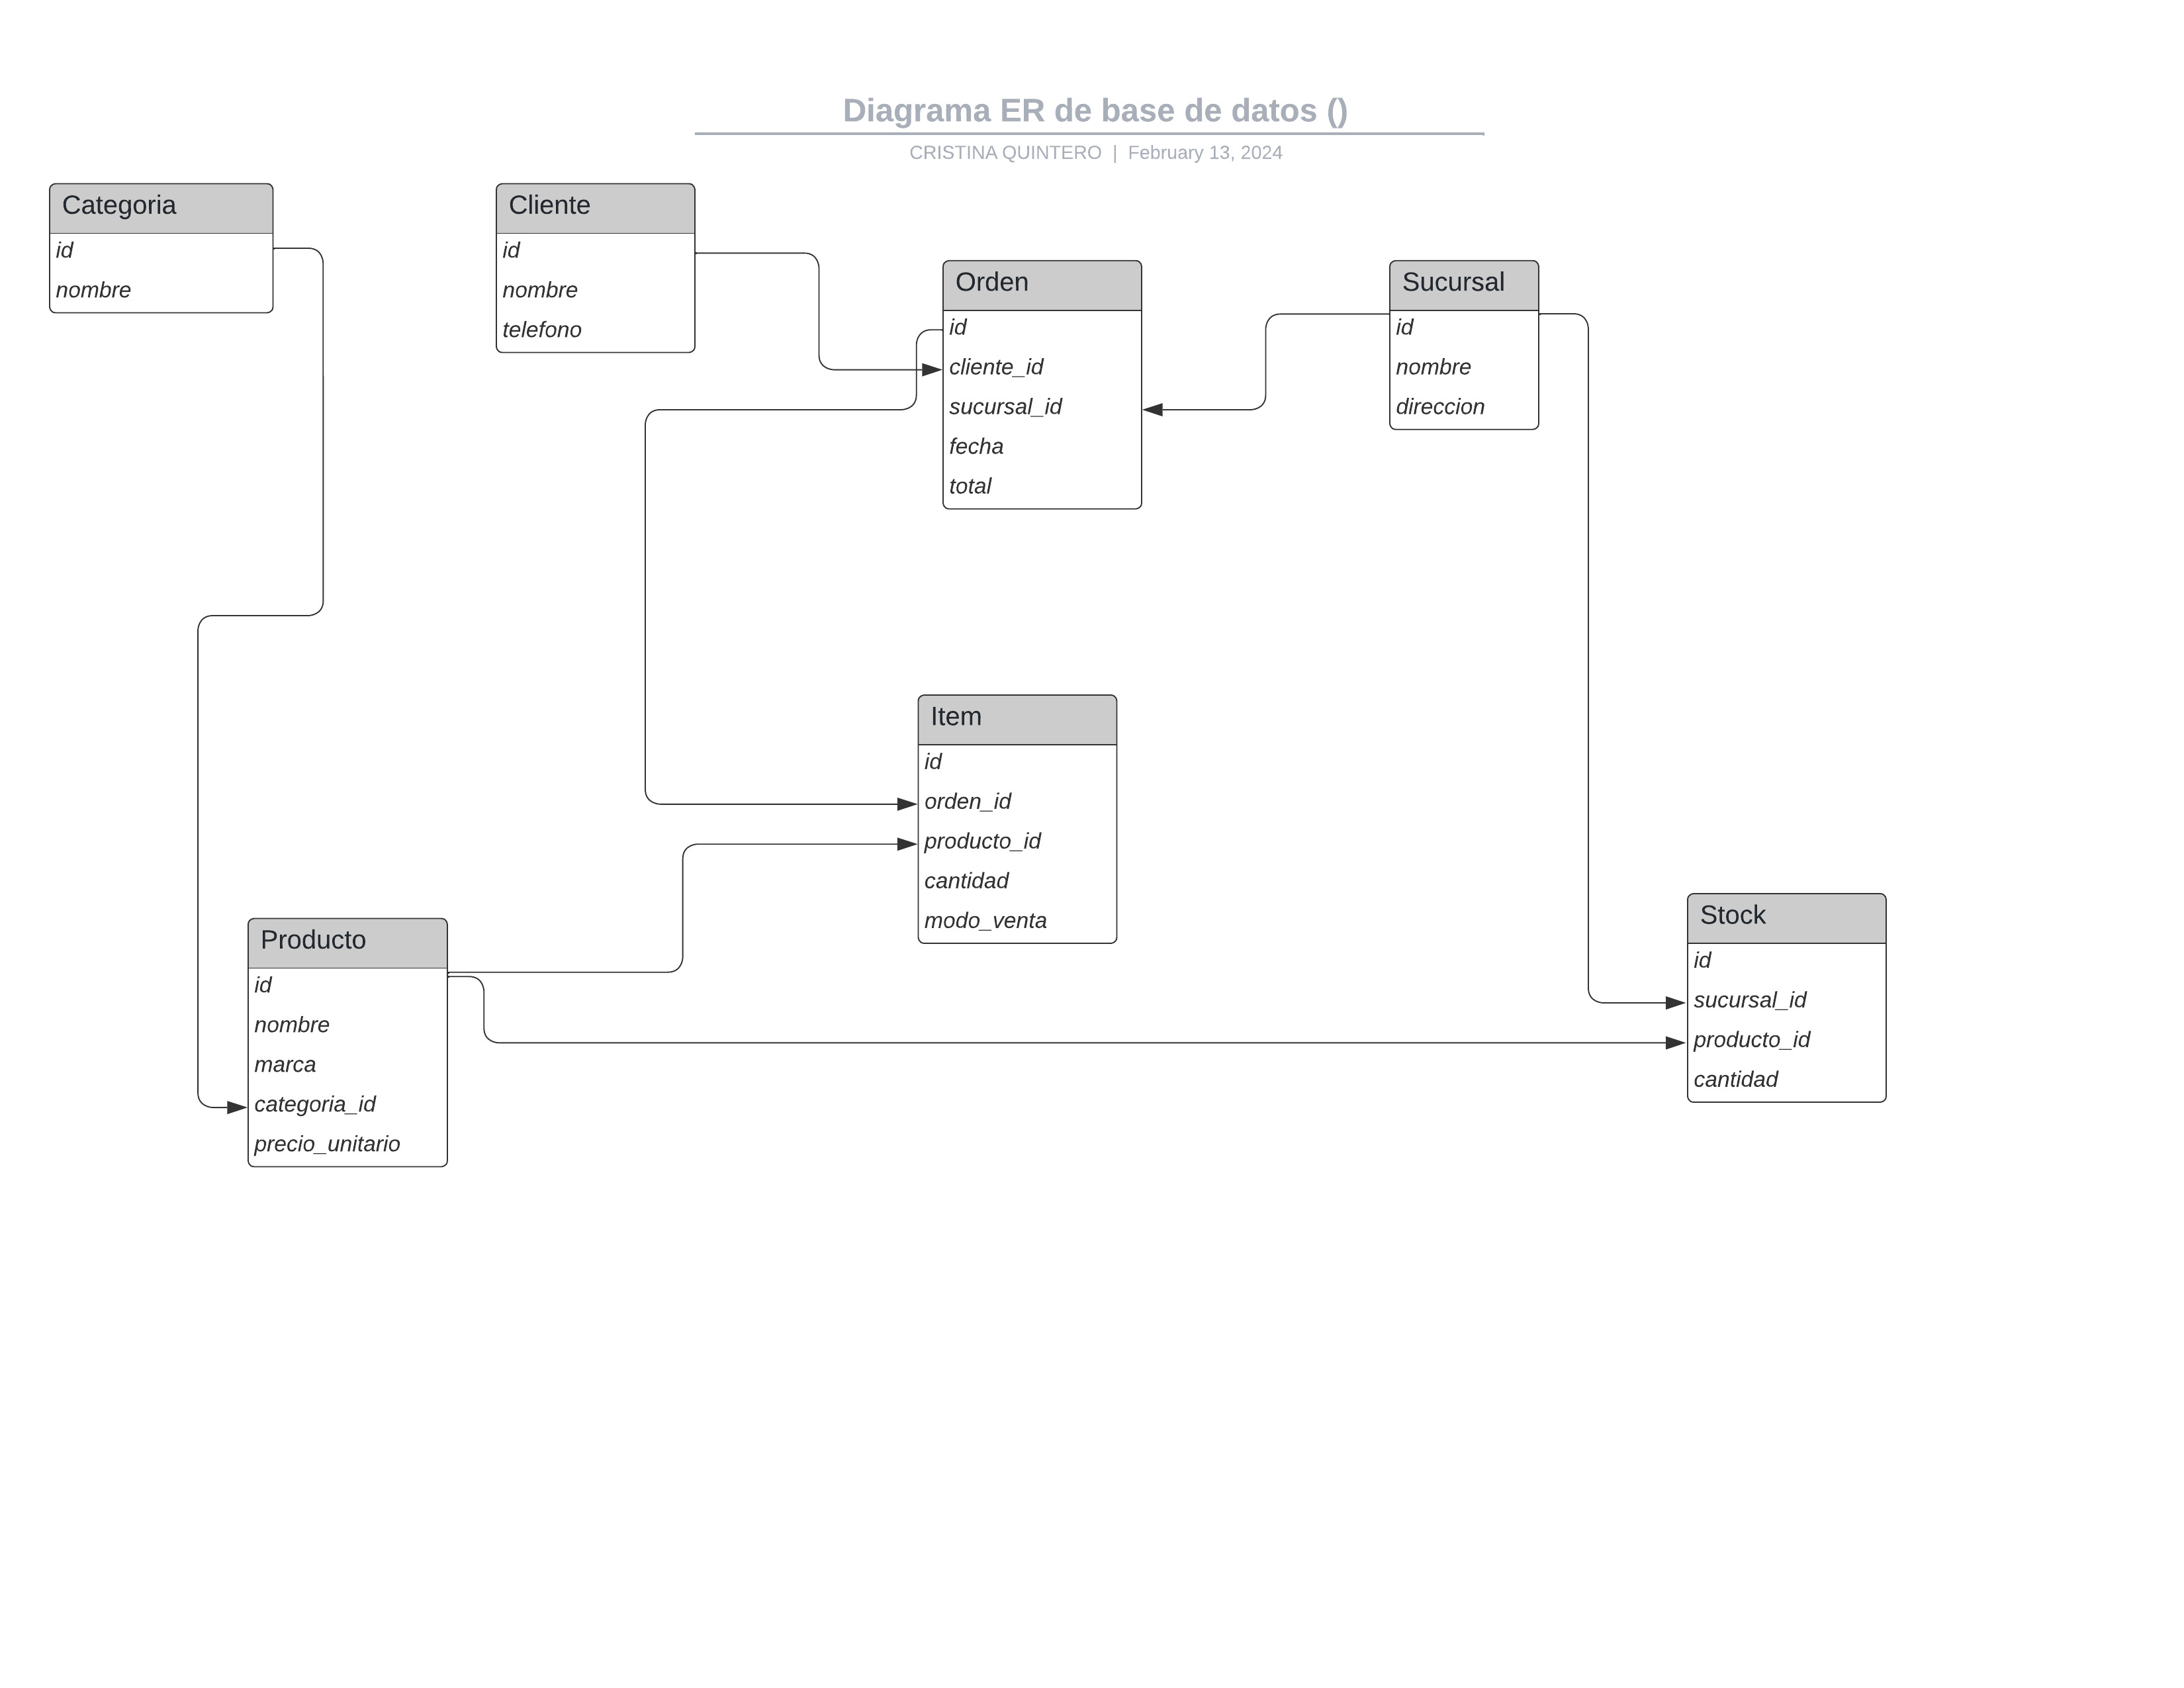 Diagrama ER de base de datos ()
CRISTINA QUINTERO | February 13, 2024
Categoria
id
nombre
Cliente
id
nombre
telefono
Orden
id
cliente_id
sucursal_id
fecha
total
Sucursal
id
nombre
direccion
Item
id
orden_id
producto_id
cantidad
modo_venta
Producto
id
nombre
marca
categoria_id
precio_unitario
Stock
id
sucursal_id
producto_id
cantidad